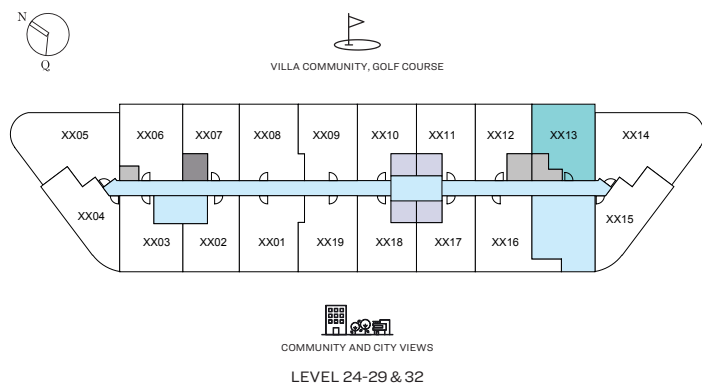 N
Q
VILLA COMMUNITY, GOLF COURSE
XX05 XX06 XX07 XX08 XX09 XX10 XX11 XX12 XX13 XX14
XX04 XX03 XX02 XX01 XX19 XX18 XX17 XX16 XX15
COMMUNITY AND CITY VIEWS
LEVEL 24-29 & 32